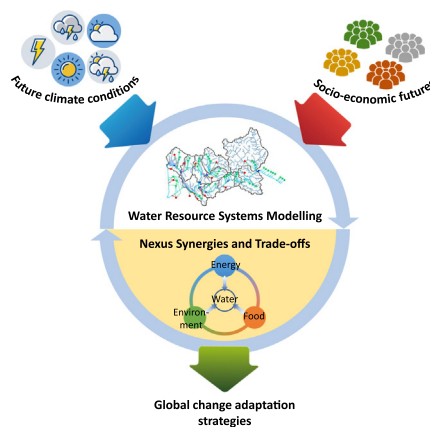 Future climate conditions
Socio-economic future
Water Resource Systems Modelling
Nexus Synergies and Trade-offs
Energy
Water
Environ-
ment
Food
Global change adaptation
strategies